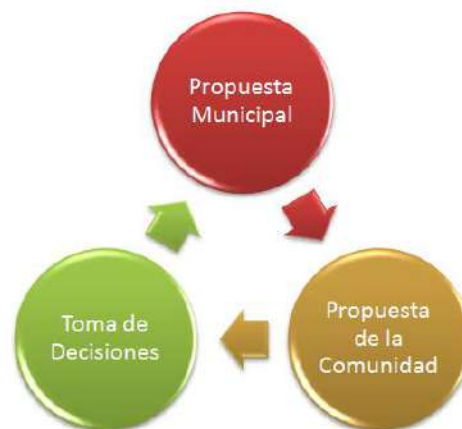 Propuesta
Municipal
Propuesta
de la
Comunidad
Toma de
Decisiones